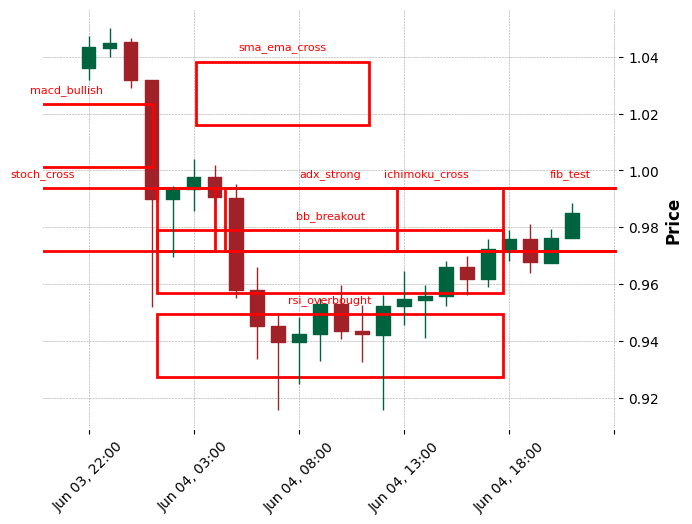 sma_ema_cross
1.04
macd_bullish
1.02
stoch_cross
adx_strong
ichimoku_cross
fib_test
1.00
bb_breakout
0.98
Price
0.96
rsi_overbought
0.94
0.92
Jun 03, 22:00
Jun 04, 03:00
Jun 04, 08:00
Jun 04, 13:00
Jun 04, 18:00